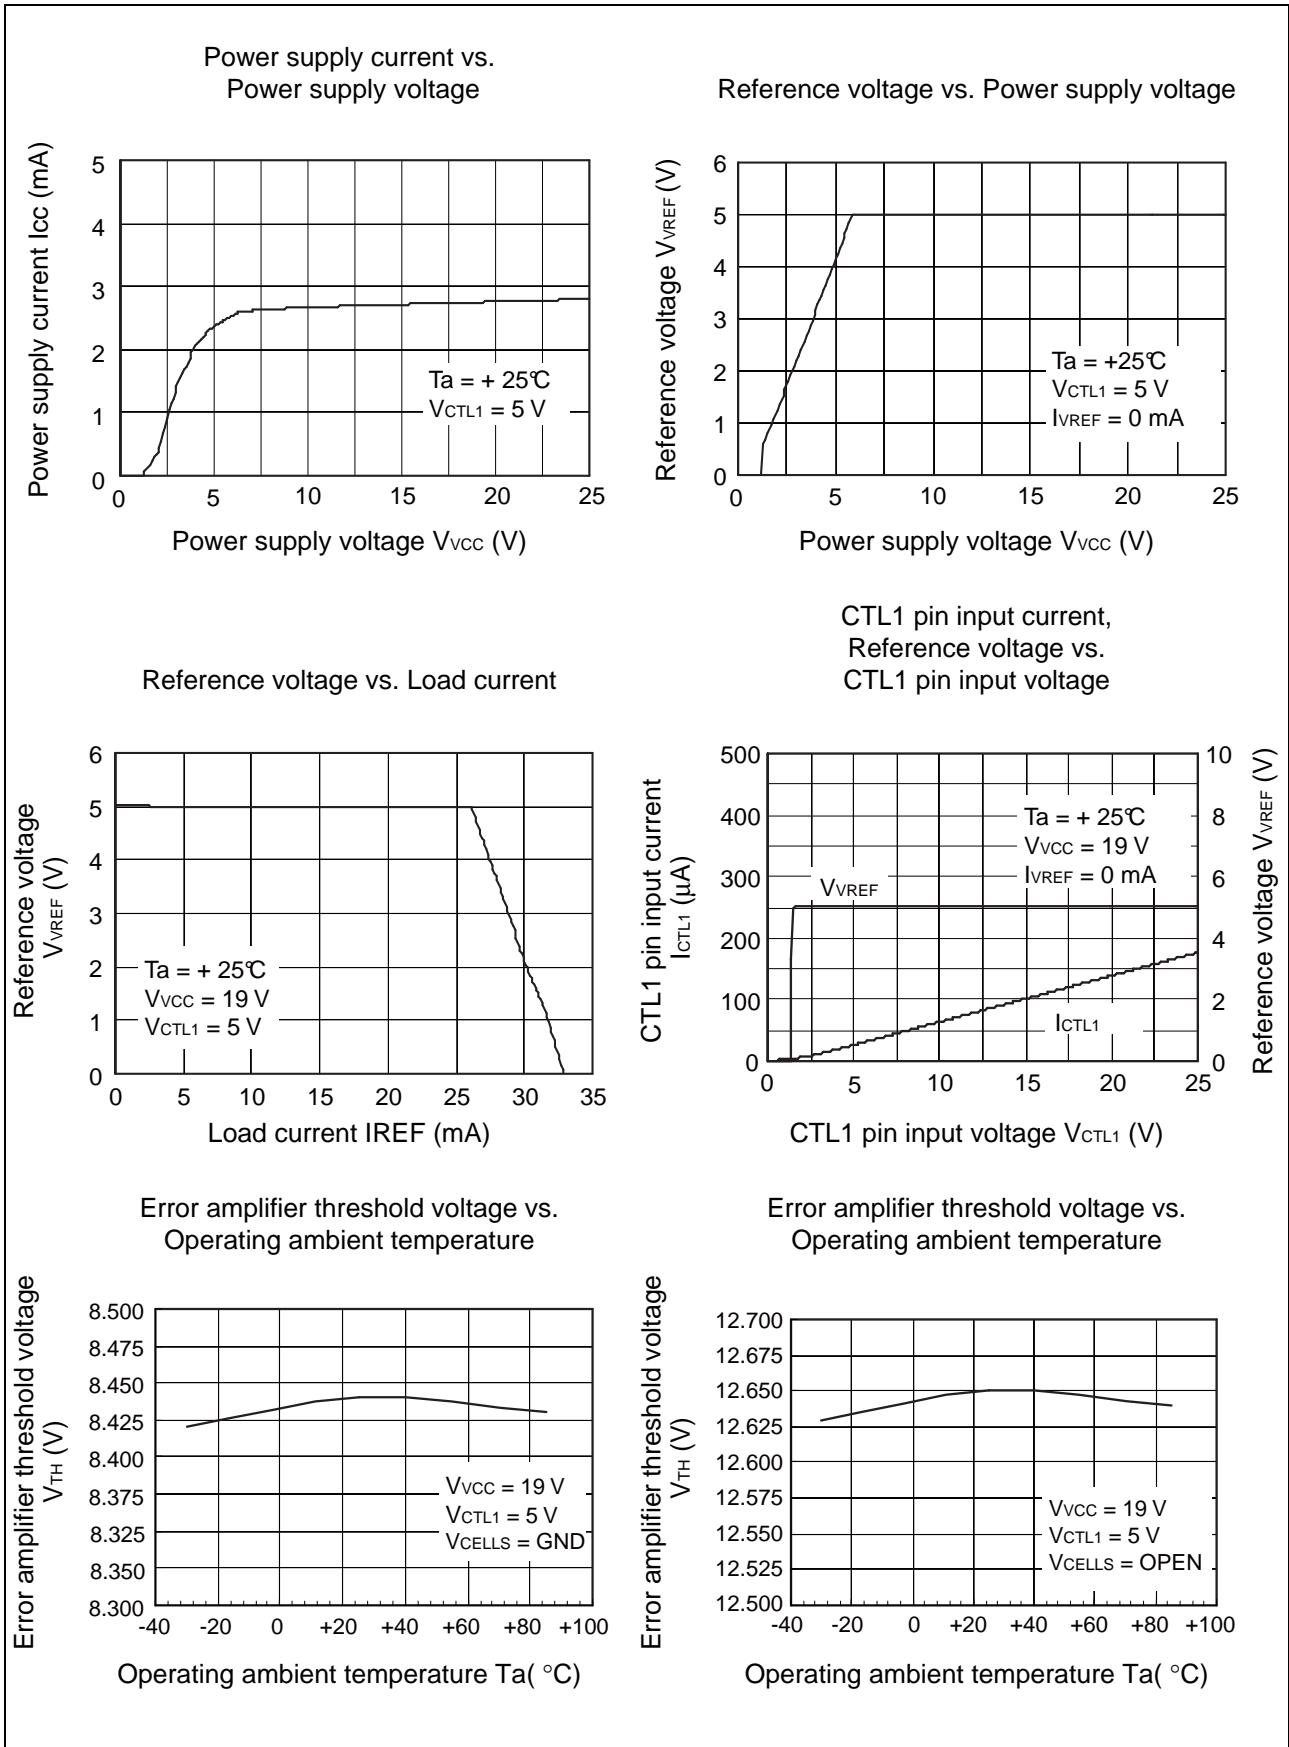 Power supply current vs.
Power supply voltage
Power supply current Icc (mA)
5
4
3
2
1
0
Ta = + 25°C
VCTL1 = 5 V
0 5 10 15 20 25
Power supply voltage VVCC (V)
Reference voltage vs. Power supply voltage
Reference voltage VVREF (V)
6
5
4
3
2
1
0
Ta = +25°C
VCTL1 = 5 V
IVREF = 0 mA
0 5 10 15 20 25
Power supply voltage VVCC (V)
Reference voltage vs. Load current
Reference voltage
VVREF (V)
6
5
4
3
2
1
0
Ta = + 25°C
VVCC = 19 V
VCTL1 = 5 V
0 5 10 15 20 25 30 35
Load current IREF (mA)
CTL1 pin input current,
Reference voltage vs.
CTL1 pin input voltage
CTL1 pin input current
ICTL1 (μA)
500
400
300
200
100
0
Ta = + 25°C
VVCC = 19 V
IVREF = 0 mA
VVREF
ICTL1
10
8
6
4
2
0
Reference voltage VVREF (V)
0 5 10 15 20 25
CTL1 pin input voltage VCTL1 (V)
Error amplifier threshold voltage vs.
Operating ambient temperature
Error amplifier threshold voltage
VTH (V)
8.500
8.475
8.450
8.425
8.400
8.375
8.325
8.350
8.300
VVCC = 19 V
VCTL1 = 5 V
VCELLS = GND
-40 -20 0 +20 +40 +60 +80 +100
Operating ambient temperature Ta( °C)
Error amplifier threshold voltage vs.
Operating ambient temperature
Error amplifier threshold voltage
VTH (V)
12.700
12.675
12.650
12.625
12.600
12.575
12.550
12.525
12.500
VVCC = 19 V
VCTL1 = 5 V
VCELLS = OPEN
-40 -20 0 +20 +40 +60 +80 +100
Operating ambient temperature Ta( °C)